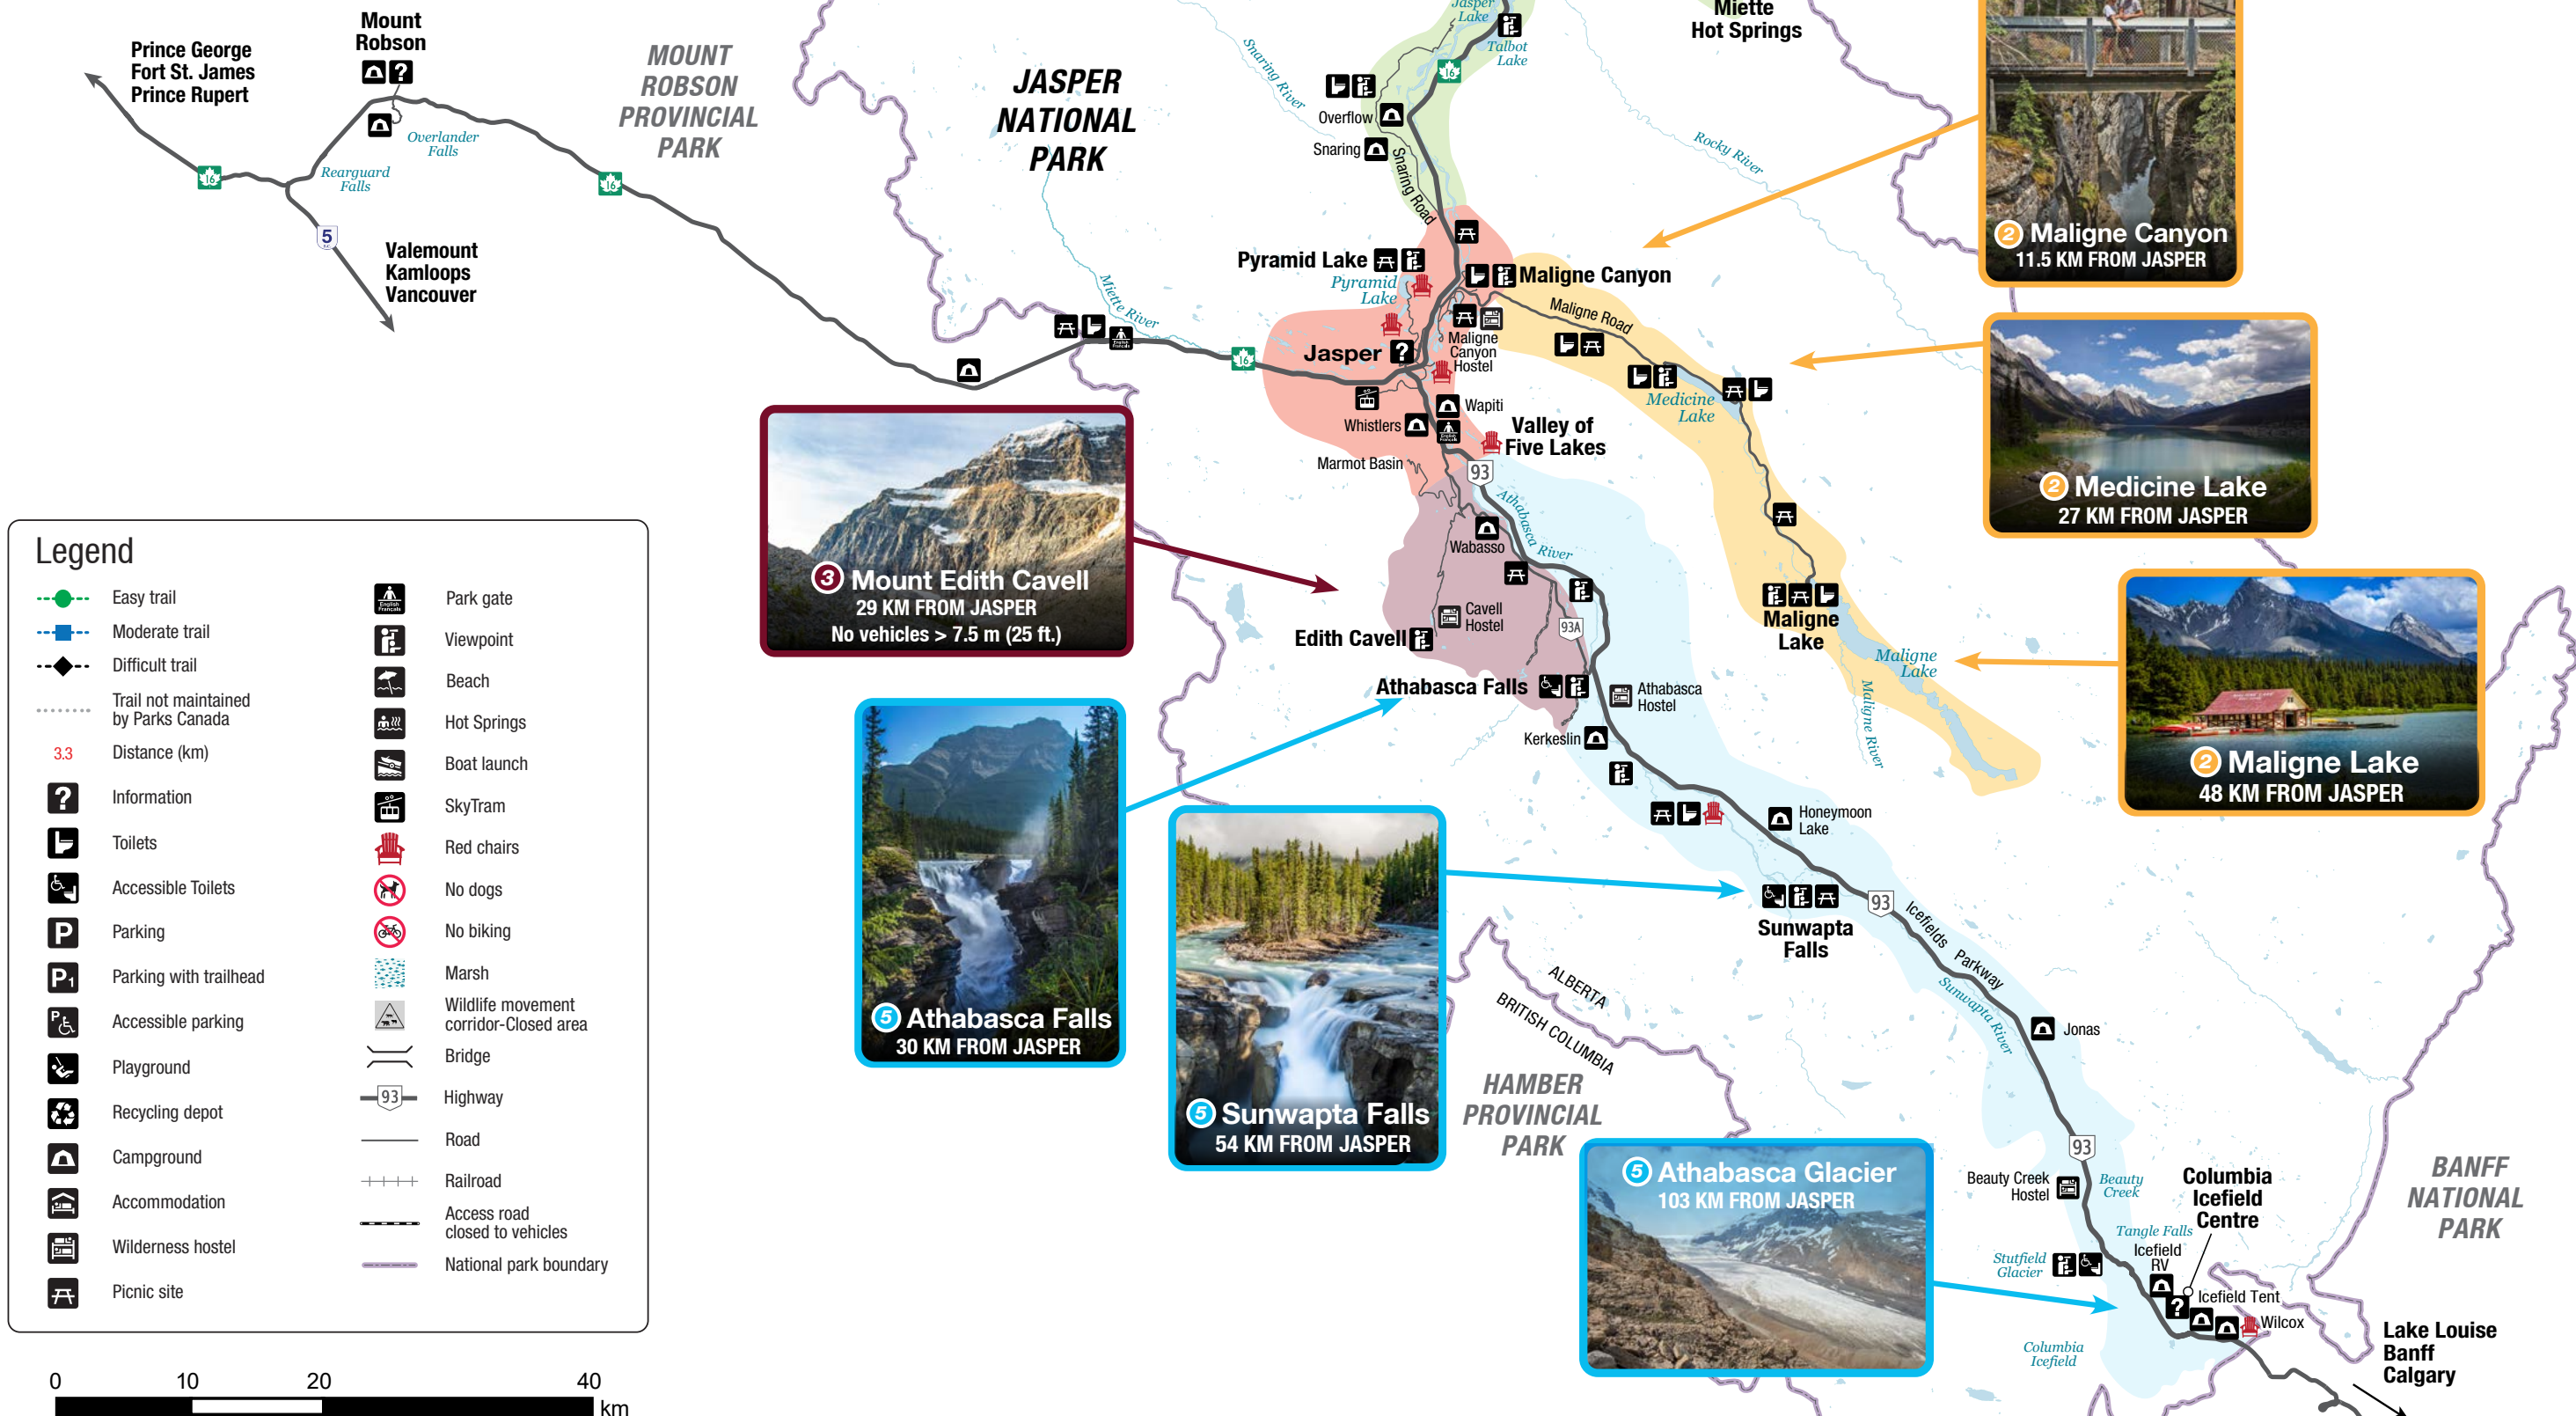 Prince George
Fort St. James
Prince Rupert
Mount
Robson
?
Overlander
Falls
Rearguard
Falls
16
16
5
Valemount
Kamloops
Vancouver
MOUNT
ROBSON
PROVINCIAL
PARK
JASPER
NATIONAL
PARK
Snaring River
Jasper
Lake
Talbot
Lake
16
Overflow
Snaring
Snaring Road
Miette
Hot Springs
Rocky River
Pyramid Lake
Pyramid
Lake
Maligne Canyon
Maligne Road
Maligne
Canyon
Hostel
Miette River
English
Français
16
Jasper
?
Wapiti
Whistlers
English
Français
Valley of
Five Lakes
Marmot Basin
93
Medicine
Lake
Athabasca River
Wabasso
Cavell
Hostel
93A
Edith Cavell
Athabasca Falls
Athabasca
Hostel
Kerkeslin
Maligne
Lake
Maligne
Lake
Maligne River
Honeymoon
Lake
Sunwapta
Falls
93
Icefields Parkway
Sunwapta River
Jonas
ALBERTA
BRITISH COLUMBIA
HAMBER
PROVINCIAL
PARK
93
Beauty Creek
Hostel
Beauty
Creek
Columbia
Icefield
Centre
Tangle Falls
Icefield
RV
Stutfield
Glacier
?
Icefield Tent
Wilcox
Columbia
Icefield
BANFF
NATIONAL
PARK
Lake Louise
Banff
Calgary
2 Maligne Canyon
11.5 KM FROM JASPER
2 Medicine Lake
27 KM FROM JASPER
2 Maligne Lake
48 KM FROM JASPER
3 Mount Edith Cavell
29 KM FROM JASPER
No vehicles > 7.5 m (25 ft.)
5 Athabasca Falls
30 KM FROM JASPER
5 Sunwapta Falls
54 KM FROM JASPER
5 Athabasca Glacier
103 KM FROM JASPER
Legend
Easy trail
Moderate trail
Difficult trail
Trail not maintained
by Parks Canada
3.3 Distance (km)
? Information
Toilets
Accessible Toilets
P Parking
P1 Parking with trailhead
P Accessible parking
Playground
Recycling depot
Campground
Accommodation
Wilderness hostel
Picnic site
English
Français
Park gate
Viewpoint
Beach
Hot Springs
Boat launch
SkyTram
Red chairs
No dogs
No biking
Marsh
Wildlife movement
corridor-Closed area
Bridge
93 Highway
Road
Railroad
Access road
closed to vehicles
National park boundary
0 10 20 40
km